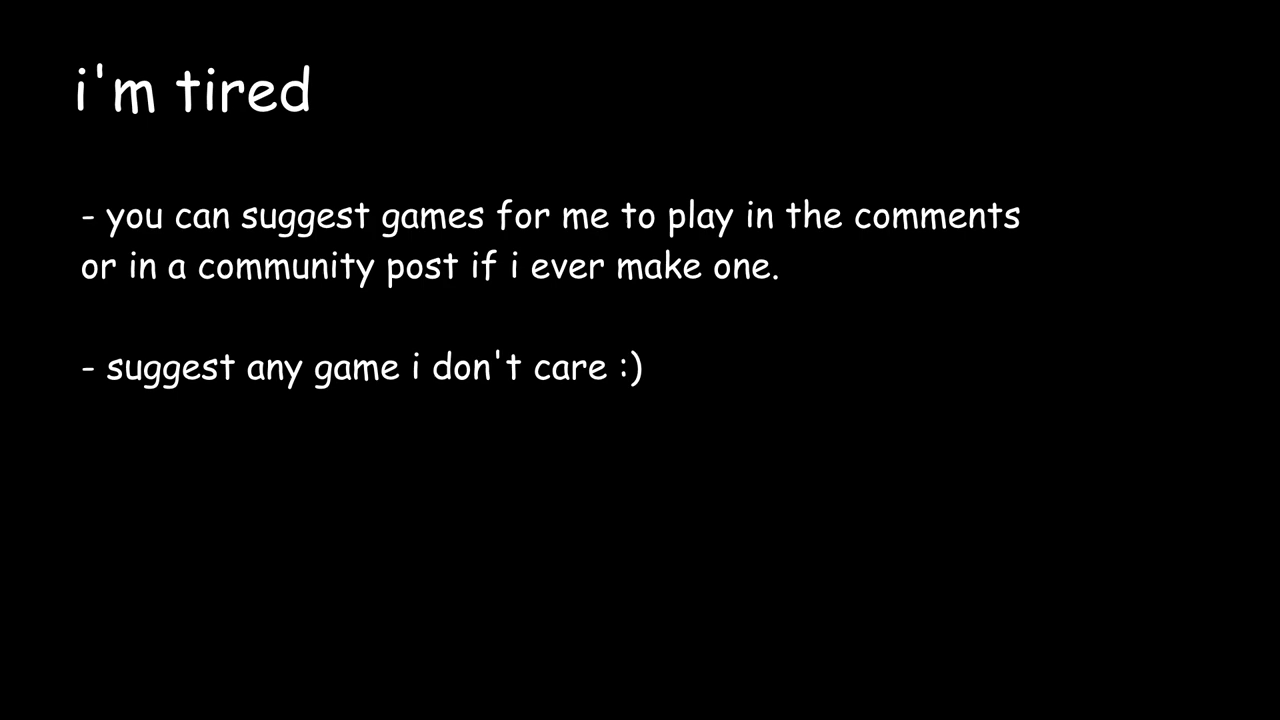 i'm tired
- you can suggest games for me to play in the comments
or in a community post if i ever make one.
- suggest any game i don't care :)